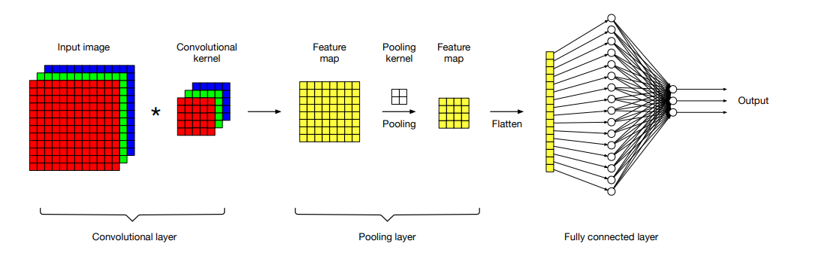 Input image
Convolutional
kernel
Feature
map
Pooling
kernel
Feature
map
*
Pooling
Flatten
Output
Convolutional layer
Pooling layer
Fully connected layer